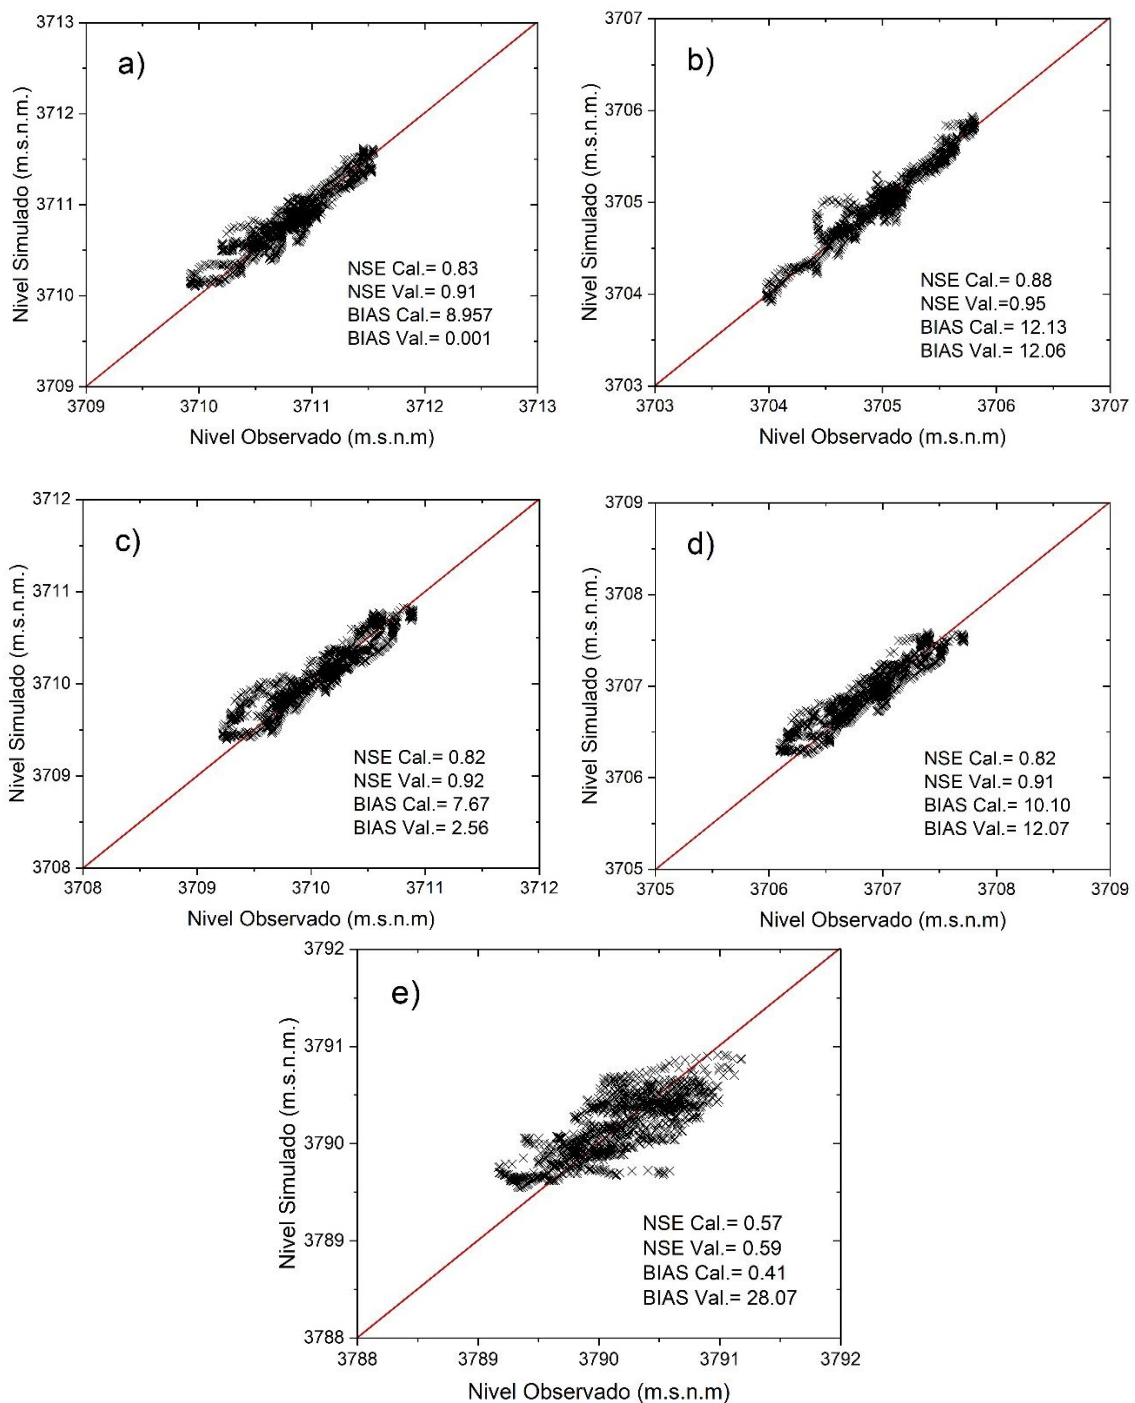 a)
3713
3712
3711
3710
3709
Nivel Simulado (m.s.n.m.)
NSE Cal.= 0.83
NSE Val.= 0.91
BIAS Cal.= 8.957
BIAS Val.= 0.001
3709 3710 3711 3712 3713
Nivel Observado (m.s.n.m)
b)
3707
3706
3705
3704
3703
Nivel Simulado (m.s.n.m.)
NSE Cal.= 0.88
NSE Val.=0.95
BIAS Cal.= 12.13
BIAS Val.= 12.06
3703 3704 3705 3706 3707
Nivel Observado (m.s.n.m)
c)
3712
3711
3710
3709
3708
Nivel Simulado (m.s.n.m.)
NSE Cal.= 0.82
NSE Val.= 0.92
BIAS Cal.= 7.67
BIAS Val.= 2.56
3708 3709 3710 3711 3712
Nivel Observado (m.s.n.m)
d)
3709
3708
3707
3706
3705
Nivel Simulado (m.s.n.m.)
NSE Cal.= 0.82
NSE Val.= 0.91
BIAS Cal.= 10.10
BIAS Val.= 12.07
3705 3706 3707 3708 3709
Nivel Observado (m.s.n.m)
e)
3792
3791
3790
3789
3788
Nivel Simulado (m.s.n.m.)
NSE Cal.= 0.57
NSE Val.= 0.59
BIAS Cal.= 0.41
BIAS Val.= 28.07
3788 3789 3790 3791 3792
Nivel Observado (m.s.n.m)